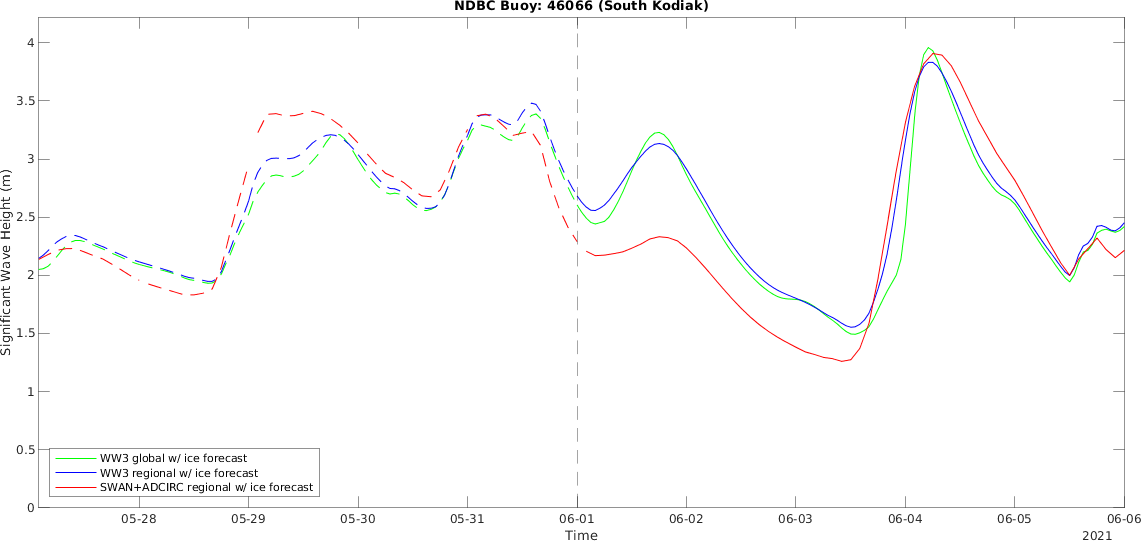 NDBC Buoy: 46066 (South Kodiak)
4
3.5
3
2.5
2
1.5
1
0.5
0
Significant Wave Height (m)
WW3 global w/ ice forecast
WW3 regional w/ ice forecast
SWAN+ADCIRC regional w/ ice forecast
05-28 05-29 05-30 05-31 06-01 06-02 06-03 06-04 06-05 06-06
Time
2021